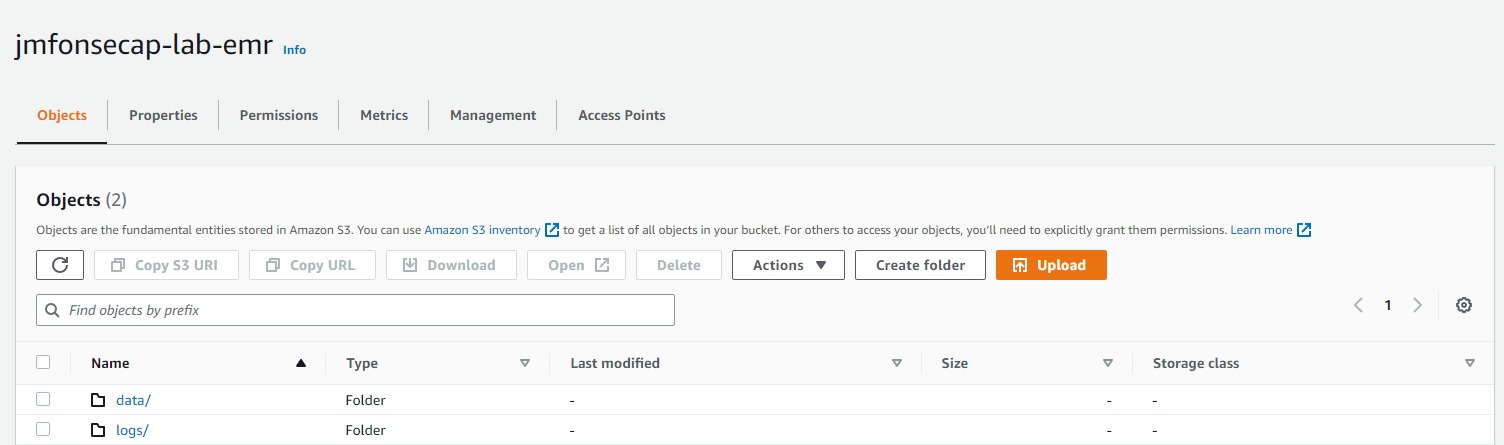 jmfonsecap-lab-emr Info
Objects Properties Permissions Metrics Management Access Points
Objects (2)
Objects are the fundamental entities stored in Amazon S3. You can use Amazon S3 inventory to get a list of all objects in your bucket. For others to access your objects, you'll need to explicitly grant them permissions. Learn more
Copy S3 URI Copy URL Download Open Delete Actions Create folder Upload
Find objects by prefix 1
Name Type Last modified Size Storage class
data/ Folder - - -
logs/ Folder - - -